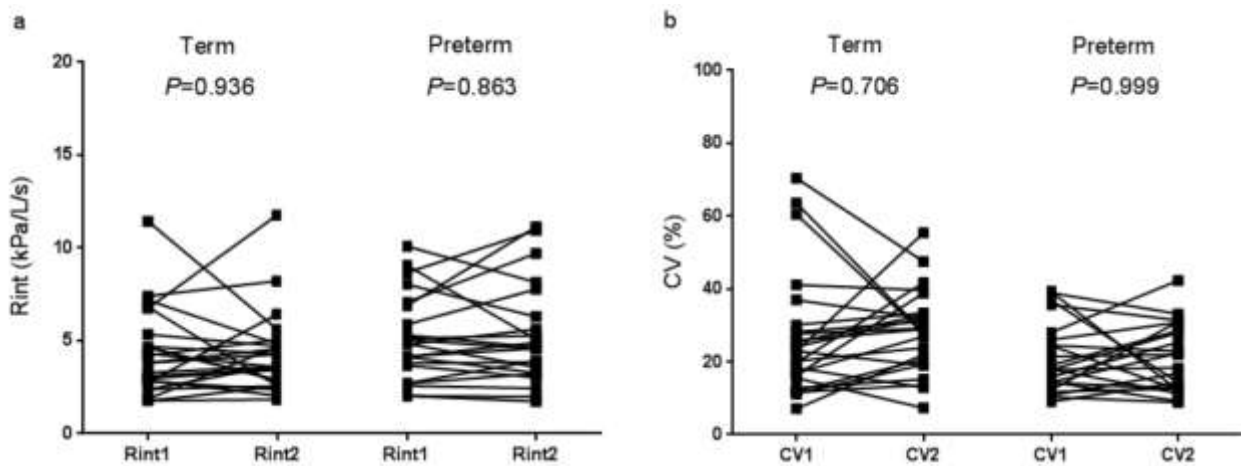 a
Term
Preterm
P=0.936
P=0.863
20
15
10
5
0
Rint (kPa/L/s)
Rint1
Rint2
Rint1
Rint2
b
Term
Preterm
P=0.706
P=0.999
100
80
60
40
20
0
CV (%)
CV1
CV2
CV1
CV2